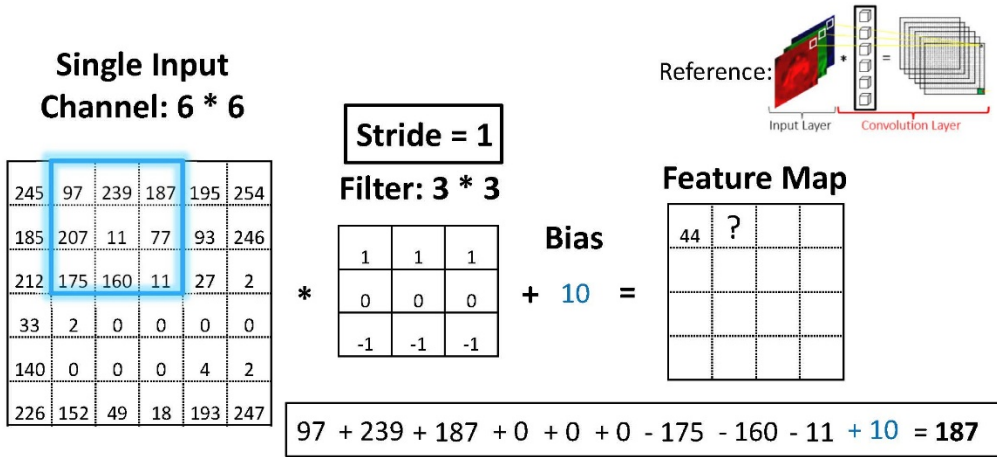 Single Input
Channel: 6 * 6
Reference:
*
=
Input Layer
Convolution Layer
Stride = 1
Filter: 3 * 3
Feature Map
245 97 239 187 195 254
185 207 11 77 93 246
212 175 160 11 27 2
33 2 0 0 0 0
140 0 0 0 4 2
226 152 49 18 193 247
*
1 1 1
0 0 0
-1 -1 -1
Bias
+ 10 =
44 ?
97 + 239 + 187 + 0 + 0 + 0 - 175 - 160 - 11 + 10 = 187